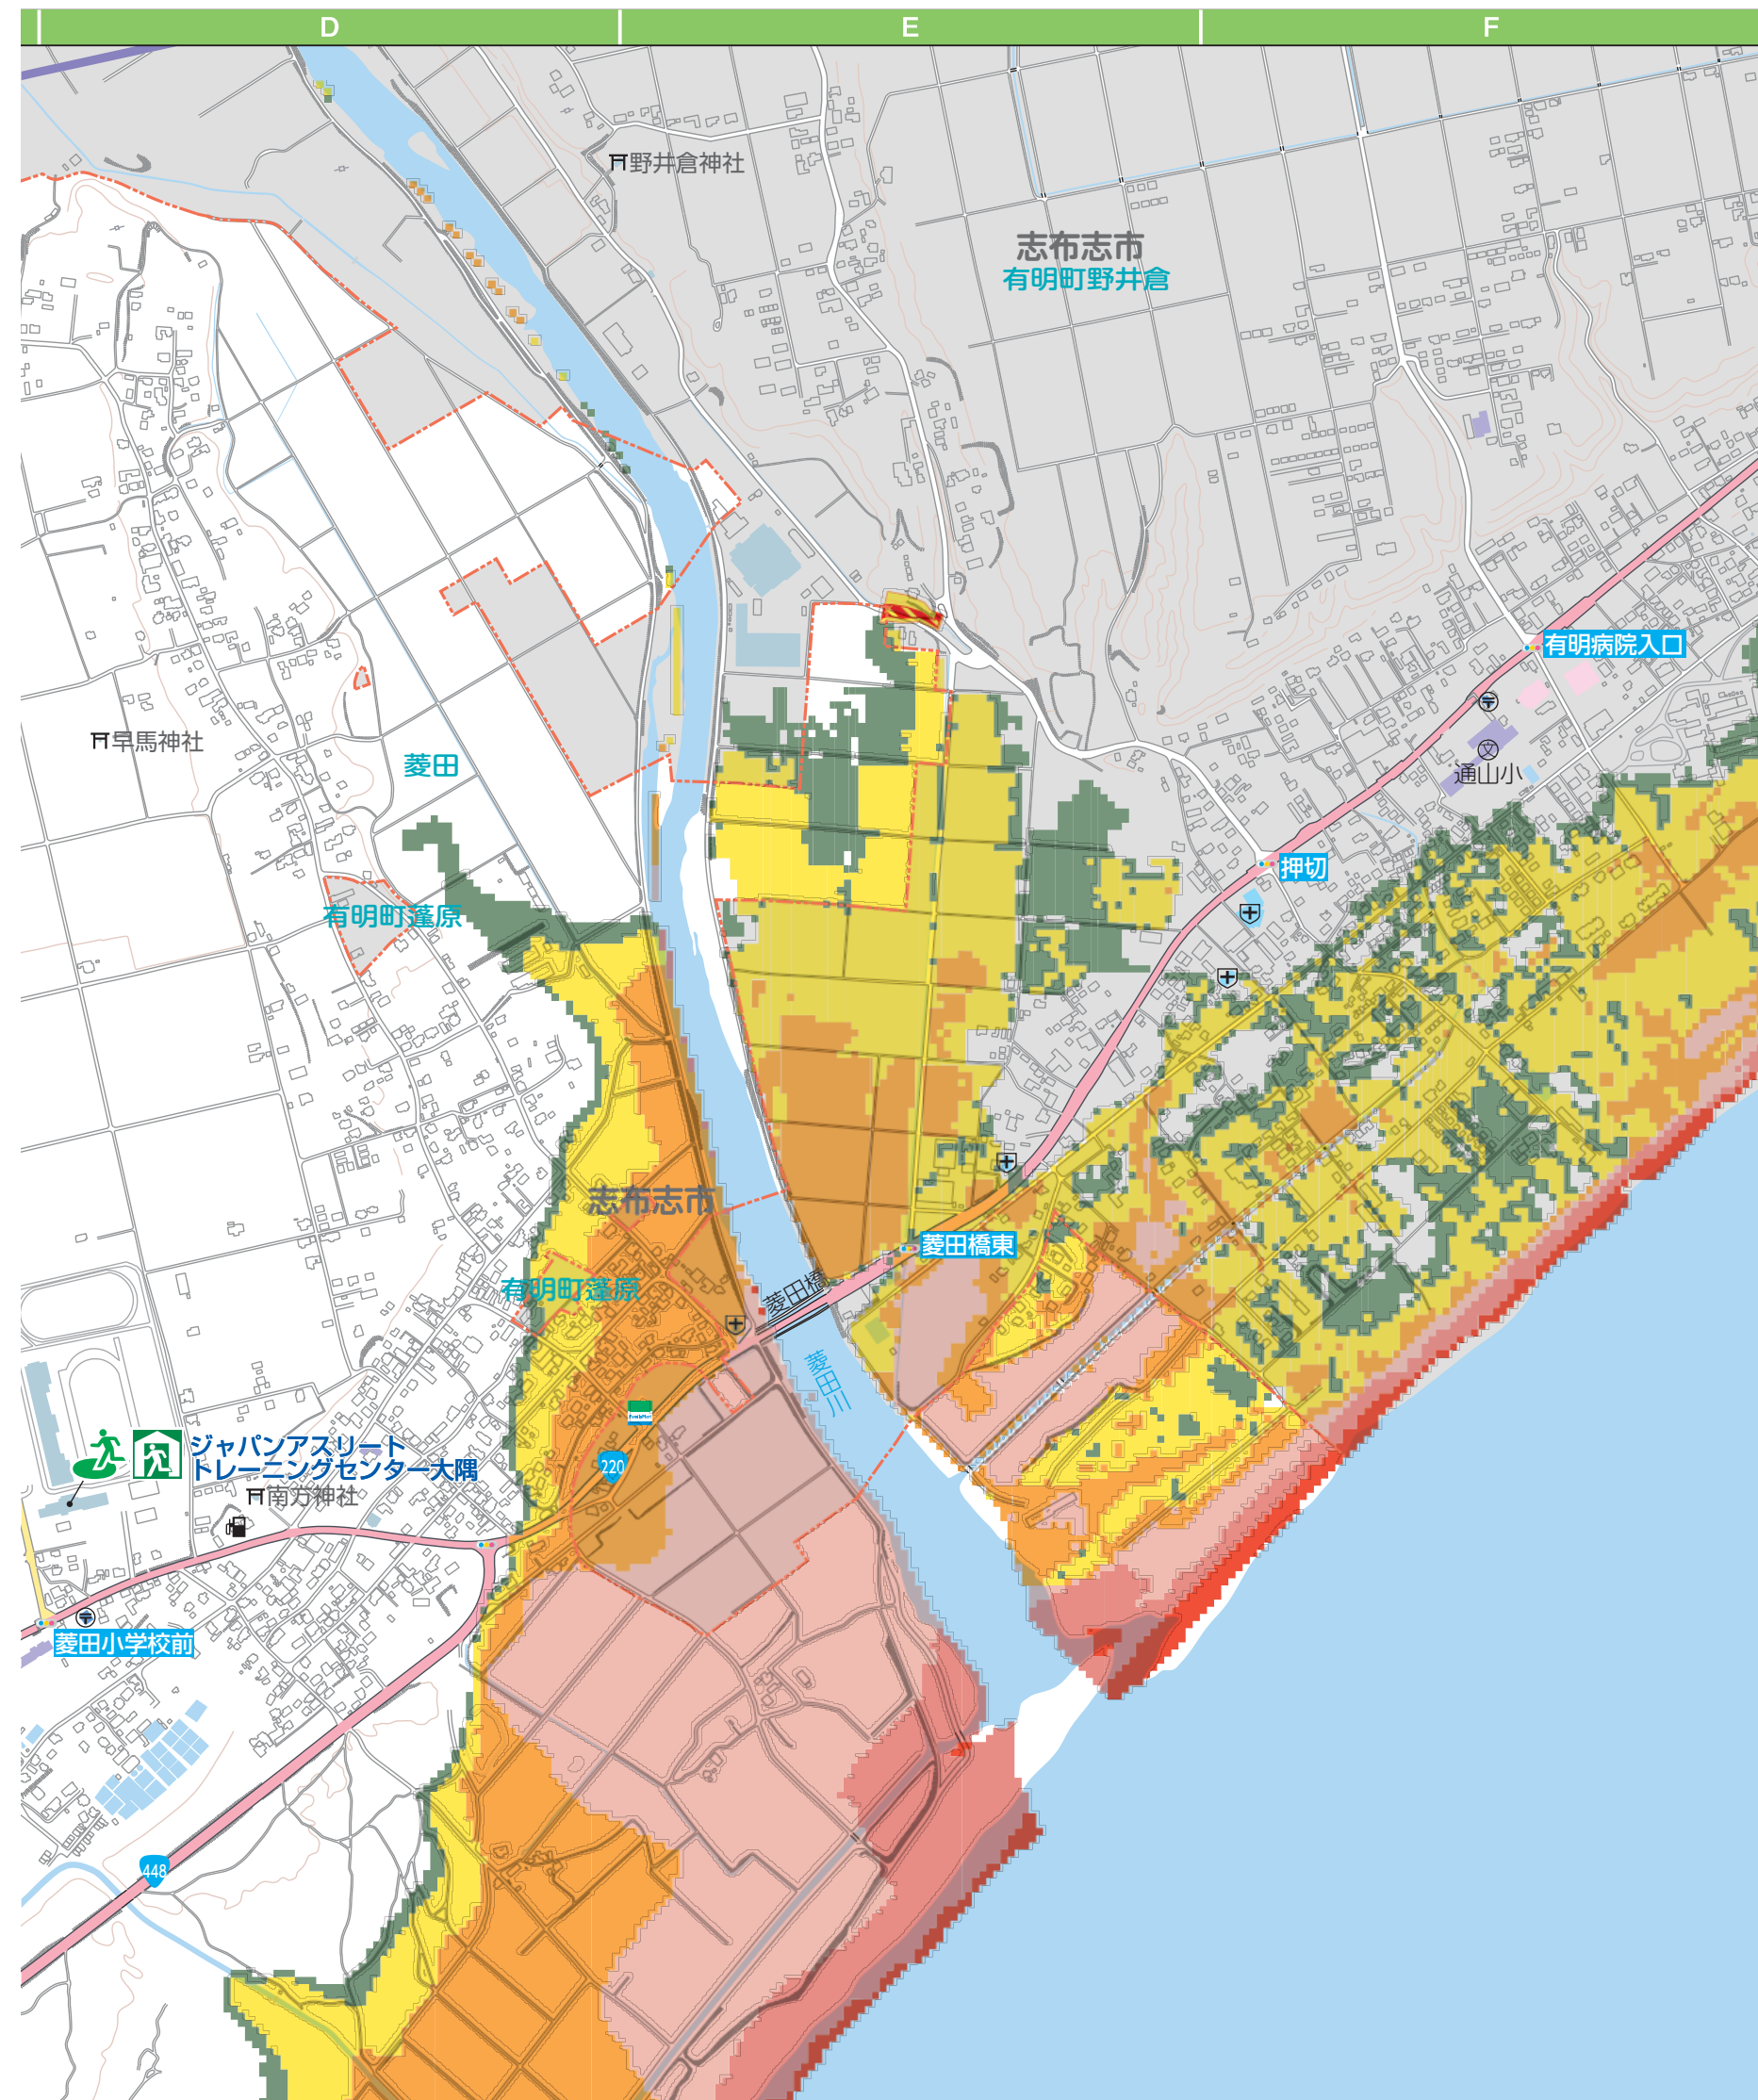 D
E
F
野井倉神社
志布志市
有明町野井倉
有明病院入口
早馬神社
菱田
通山小
文
押切
有明町蓬原
志布志市
菱田橋東
有明町蓬原
菱田橋
菱田川
FamilyMart
ジャパンアスリート
トレーニングセンター大隅
220
南方神社
菱田小学校前
448